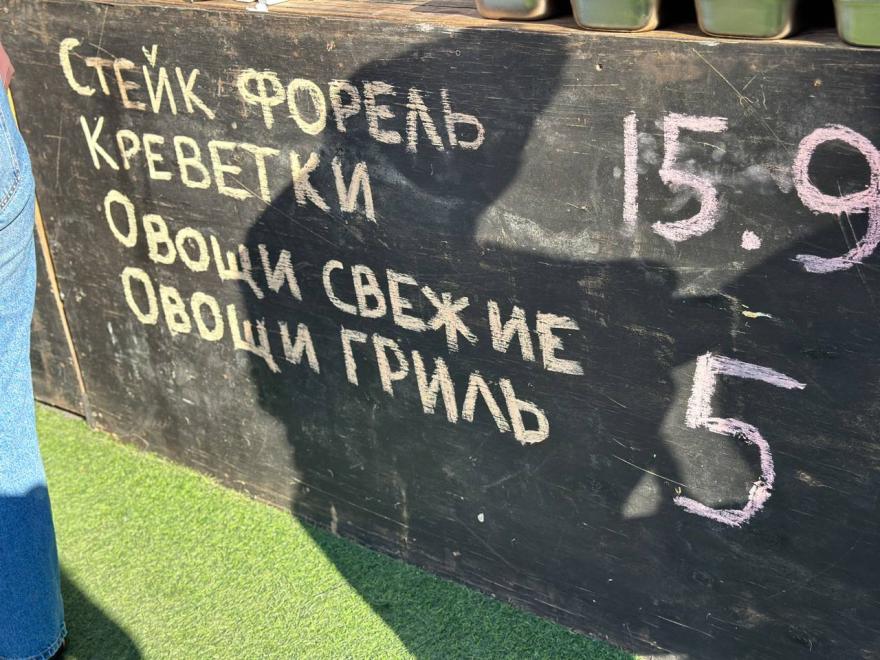 Стейк форель 15.9
Креветки
Овощи свежие
Овощи гриль 5